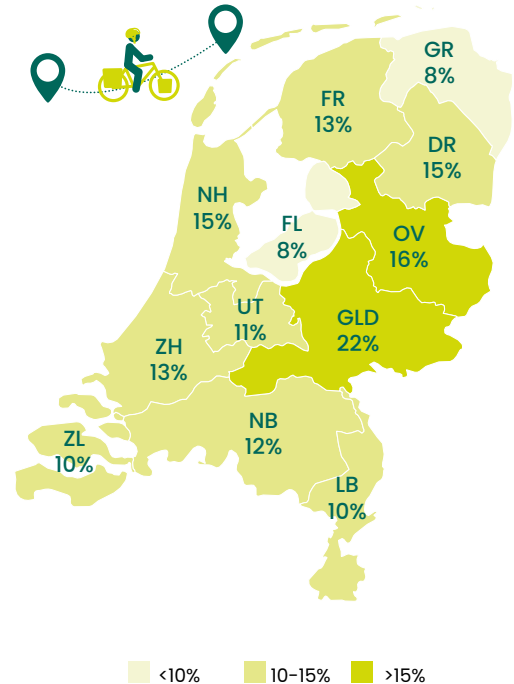 GR
8%
FR
13%
DR
15%
NH
15%
FL
8%
OV
16%
UT
11%
GLD
22%
ZH
13%
NB
12%
ZL
10%
LB
10%
<10%
10-15%
>15%